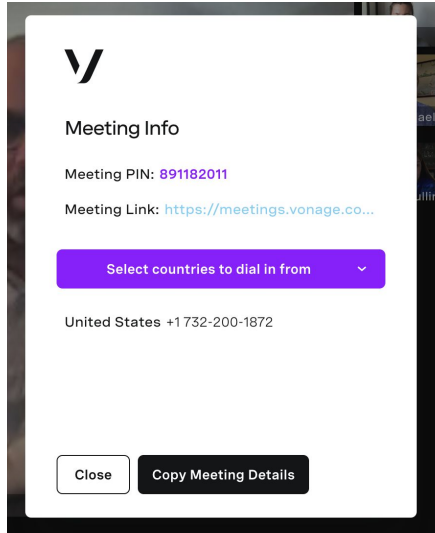 Meeting Info
Meeting PIN: 891182011
Meeting Link: https://meetings.vonage.co...
Select countries to dial in from
United States +1 732-200-1872
Close
Copy Meeting Details